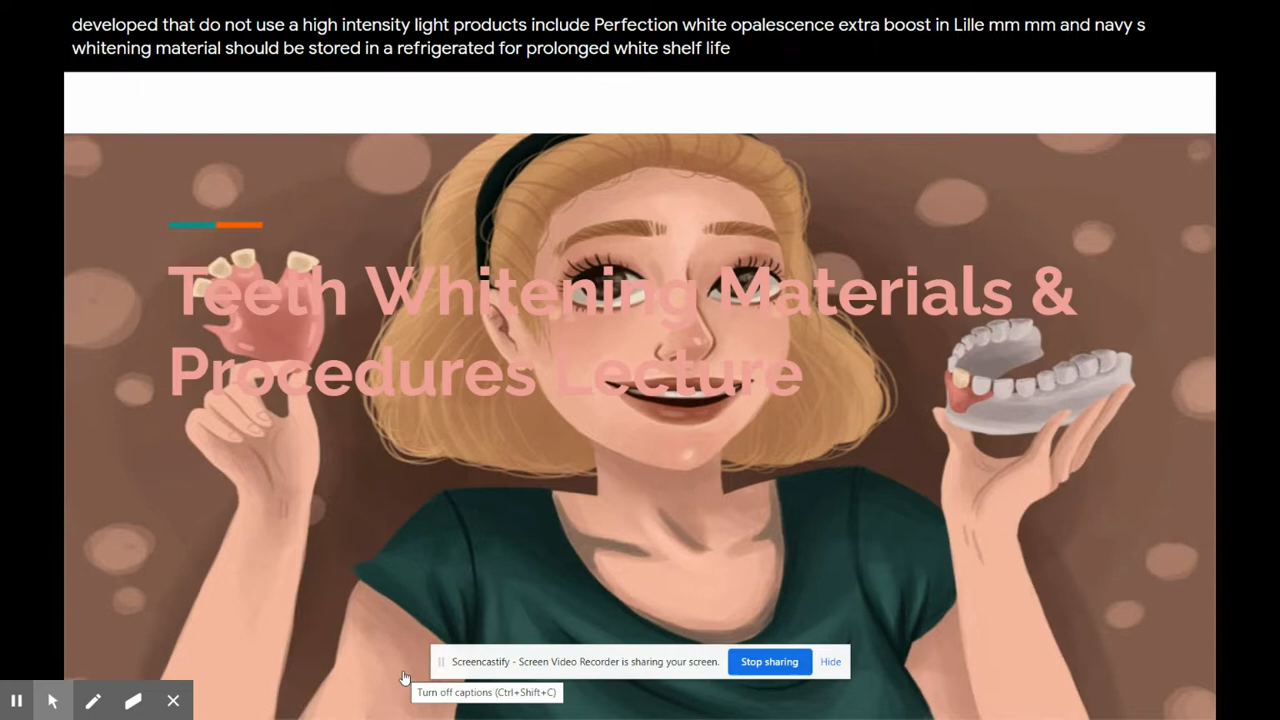 developed that do not use a high intensity light products include Perfection white opalescence extra boost in Lille mm mm and navy s
whitening material should be stored in a refrigerated for prolonged white shelf life
Teeth Whitening Materials &
Procedures Lecture
Screencastify - Screen Video Recorder is sharing your screen. Stop sharing Hide
Turn off captions (Ctrl+Shift+C)